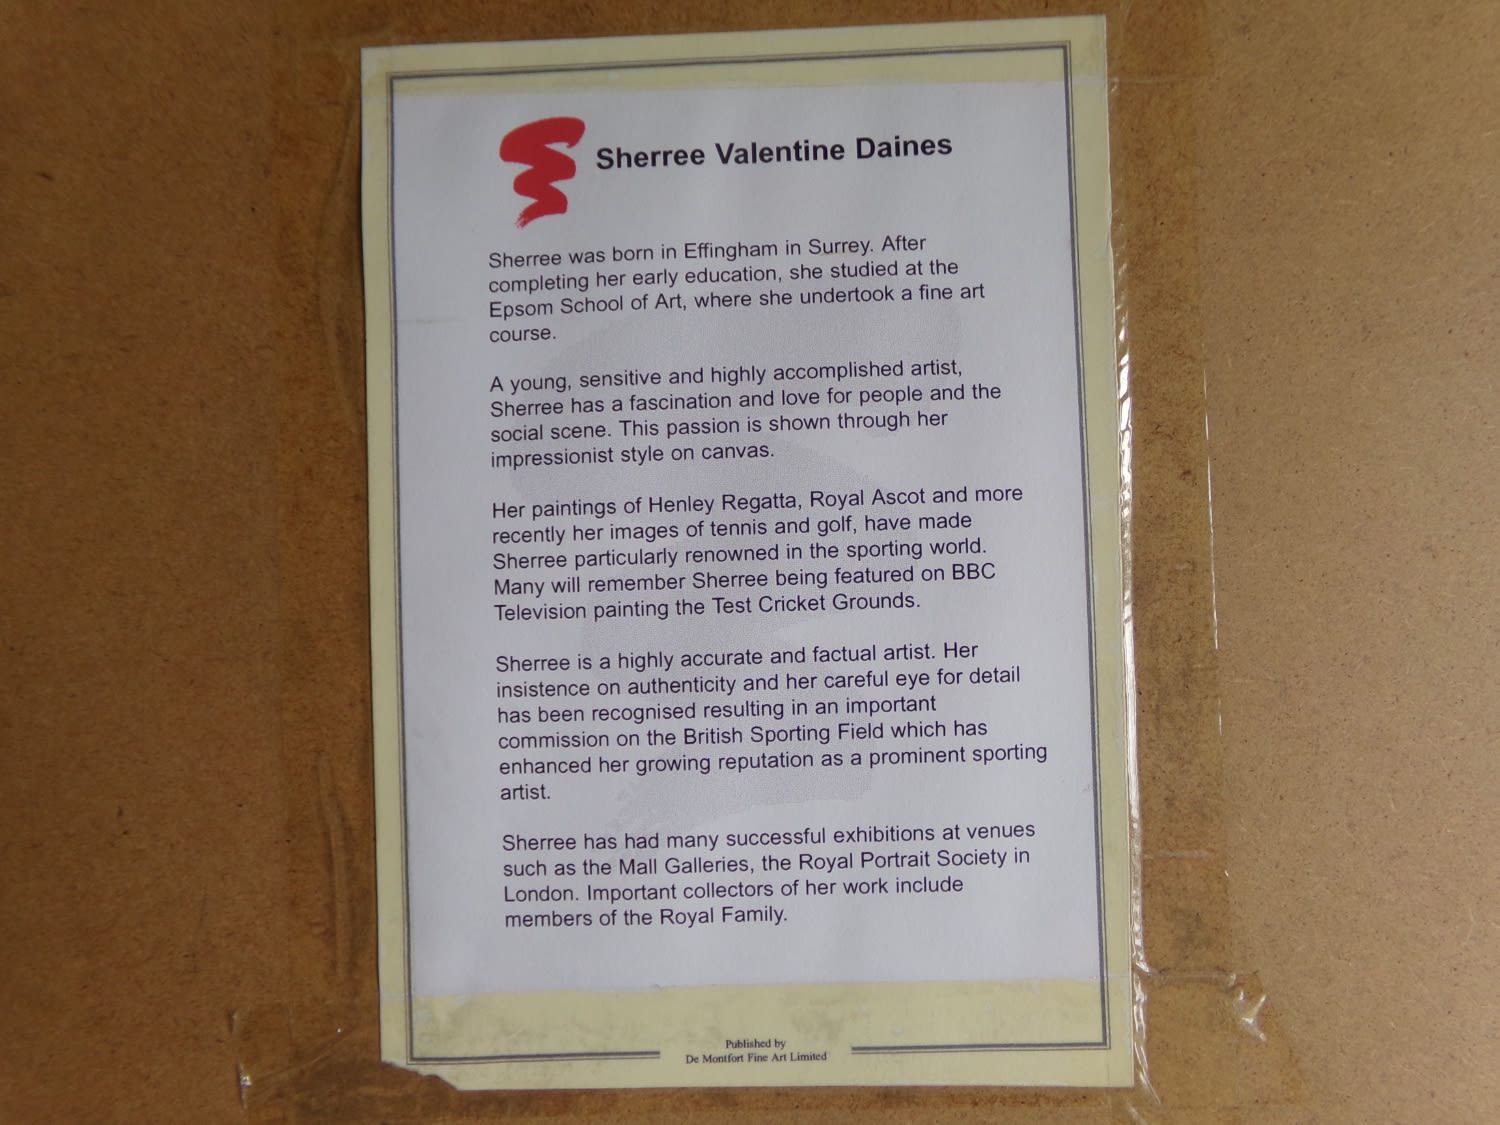 Sherree Valentine Daines
Sherree was born in Effingham in Surrey. After
completing her early education, she studied at the
Epsom School of Art, where she undertook a fine art
course.
A young, sensitive and highly accomplished artist,
Sherree has a fascination and love for people and the
social scene. This passion is shown through her
impressionist style on canvas.
Her paintings of Henley Regatta, Royal Ascot and more
recently her images of tennis and golf, have made
Sherree particularly renowned in the sporting world.
Many will remember Sherree being featured on BBC
Television painting the Test Cricket Grounds.
Sherree is a highly accurate and factual artist. Her
insistence on authenticity and her careful eye for detail
has been recognised resulting in an important
commission on the British Sporting Field which has
enhanced her growing reputation as a prominent sporting
artist.
Sherree has had many successful exhibitions at venues
such as the Mall Galleries, the Royal Portrait Society in
London. Important collectors of her work include
members of the Royal Family.
Published by
De Montfort Fine Art Limited